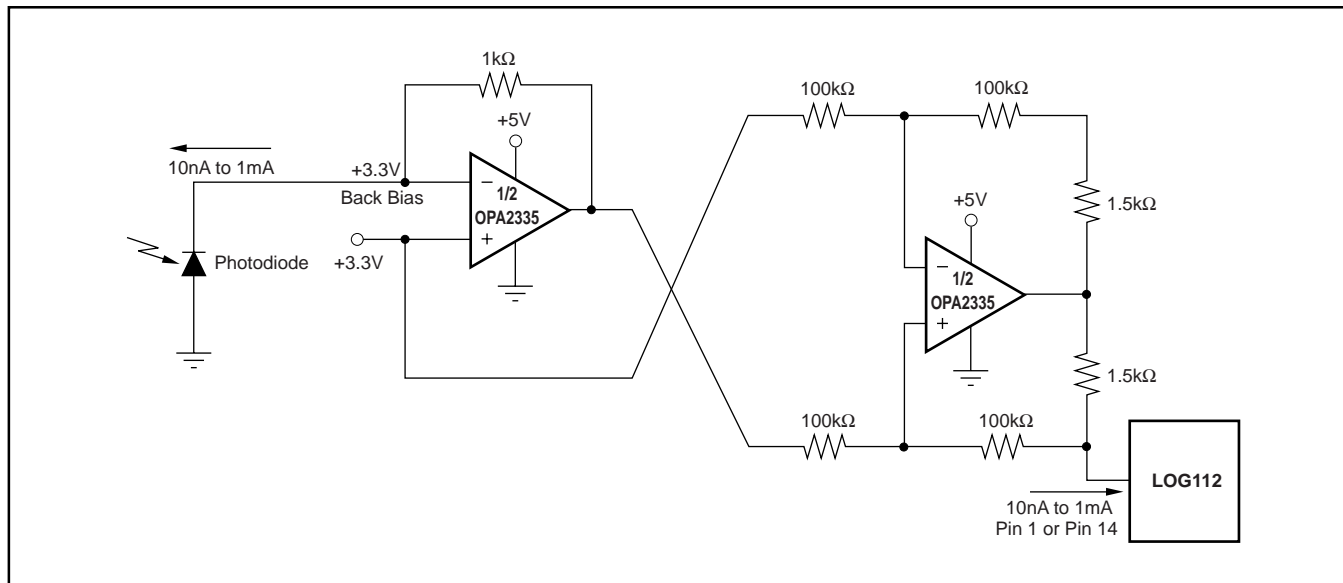 1kΩ
+5V
10nA to 1mA
+3.3V
Back Bias
−
1/2
OPA2335
+
+3.3V
Photodiode
100kΩ
100kΩ
1.5kΩ
+5V
−
1/2
OPA2335
+
1.5kΩ
100kΩ
100kΩ
LOG112
10nA to 1mA
Pin 1 or Pin 14